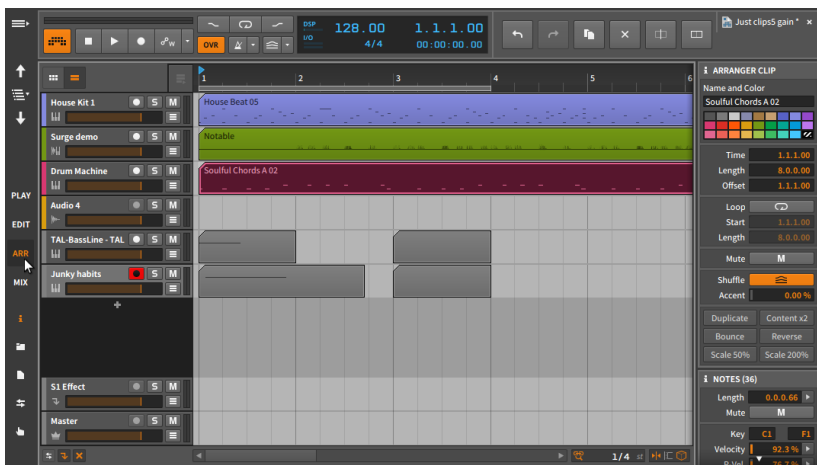 DSP
I/O
128.00
4/4
1.1.1.00
00:00:00.00
OVR
W
Just clips5 gain *
1
2
3
4
5
6
PLAY
EDIT
ARR
MIX
House Kit 1
S M
House Beat 05
Surge demo
S M
Notable
Drum Machine
S M
Soulful Chords A 02
Audio 4
S M
TAL-BassLine - TAL
S M
Junky habits
S M
S1 Effect
S M
Master
S M
1/4
ARRANGER CLIP
Name and Color
Soulful Chords A 02
Time 1.1.1.00
Length 8.0.0.00
Offset 1.1.1.00
Loop
Start 1.1.1.00
Length 8.0.0.00
Mute M
Shuffle
Accent 0.00 %
Duplicate Content x2
Bounce Reverse
Scale 50% Scale 200%
NOTES (36)
Length 0.0.0.66
Mute M
Key C1 F1
Velocity 92.3 %